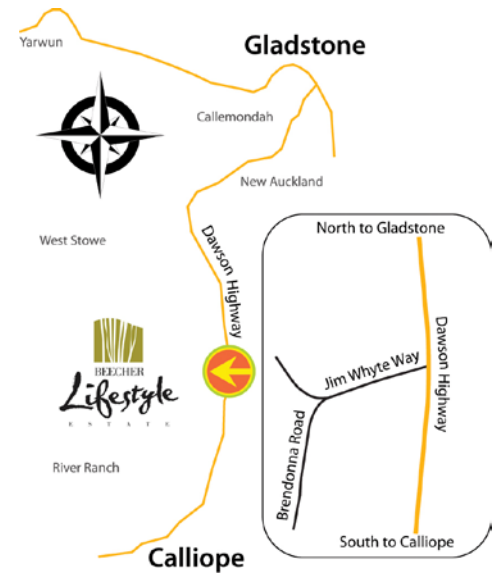 Yarwun
Gladstone
Callemondah
New Auckland
West Stowe
Dawson Highway
BEECHER
Lifestyle
ESTATE
River Ranch
Calliope
North to Gladstone
Dawson Highway
Jim Whyte Way
Brendonna Road
South to Calliope